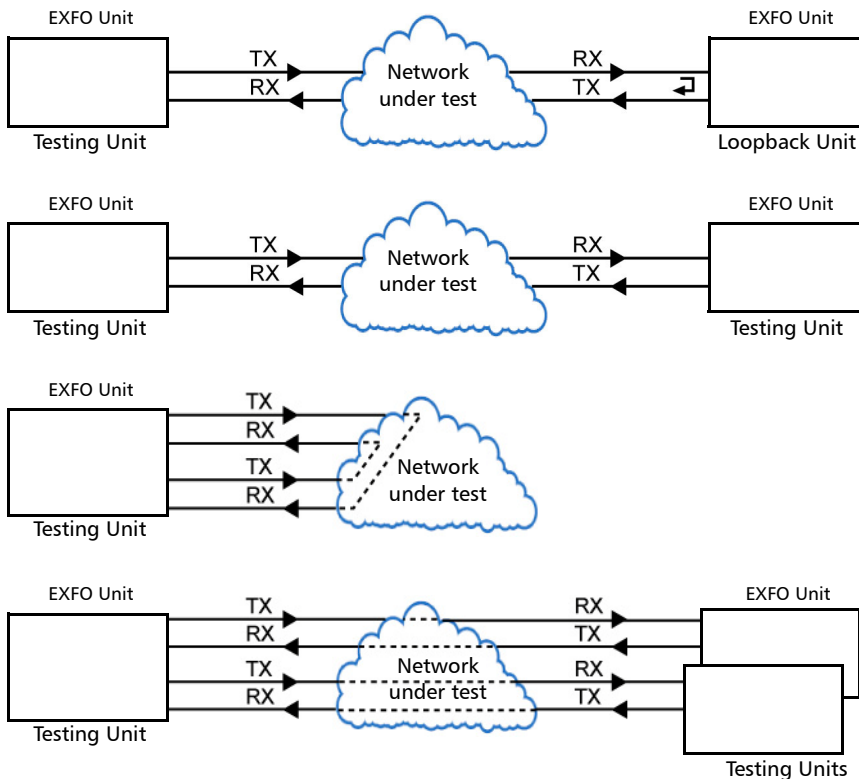 EXFO Unit
EXFO Unit
TX
RX
Network
under test
RX
TX
Testing Unit
Loopback Unit
EXFO Unit
EXFO Unit
TX
RX
Network
under test
RX
TX
Testing Unit
Testing Unit
EXFO Unit
TX
RX
TX
RX
Network
under test
Testing Unit
EXFO Unit
EXFO Unit
TX
RX
TX
RX
Network
under test
RX
TX
RX
TX
Testing Unit
Testing Units